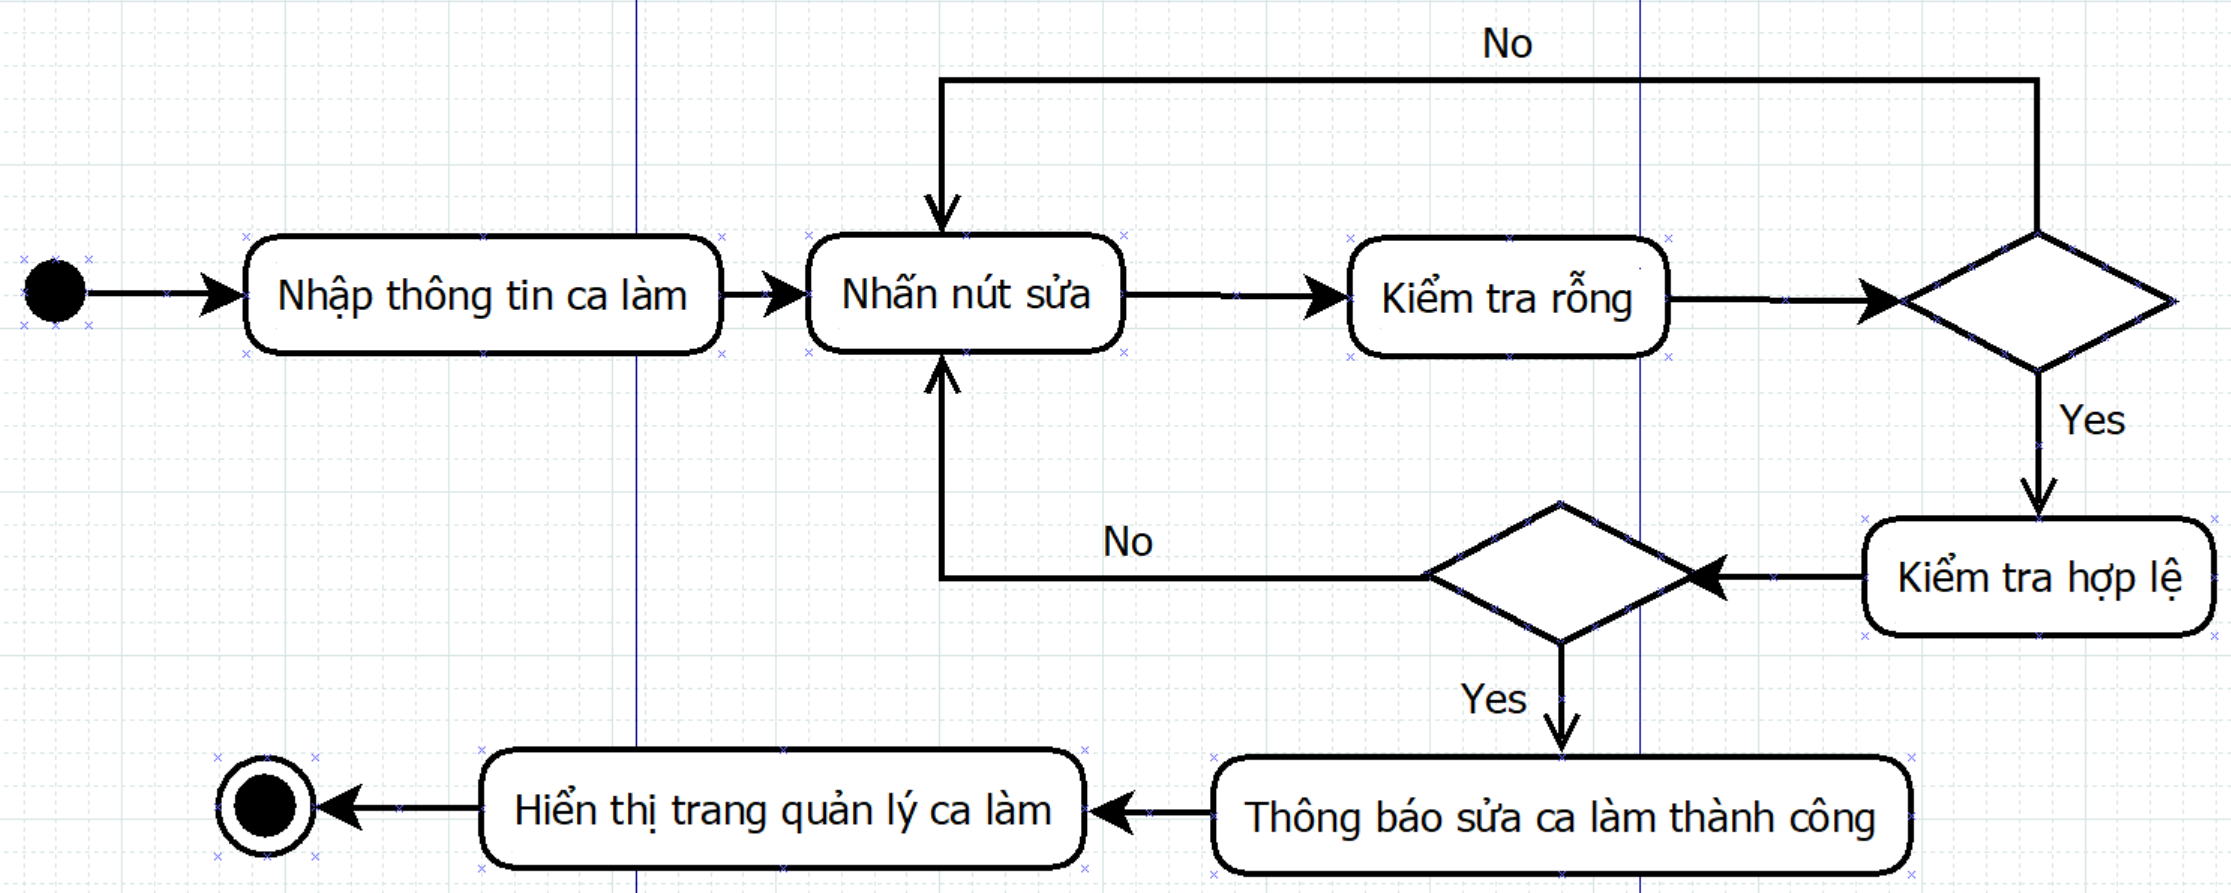 No
Nhập thông tin ca làm
Nhấn nút sửa
Kiểm tra rỗng
Yes
No
Kiểm tra hợp lệ
Yes
Hiển thị trang quản lý ca làm
Thông báo sửa ca làm thành công